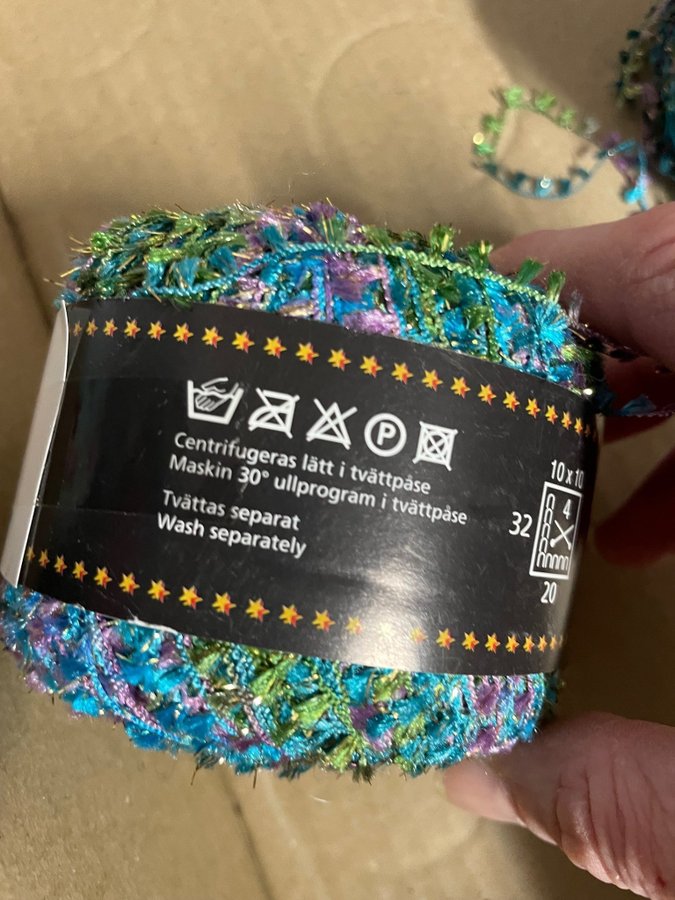 P
Centrifugeras lätt i tvättpåse
Maskin 30° ullprogram i tvättpåse
Tvättas separat
Wash separately
10 x 10
32
4
20